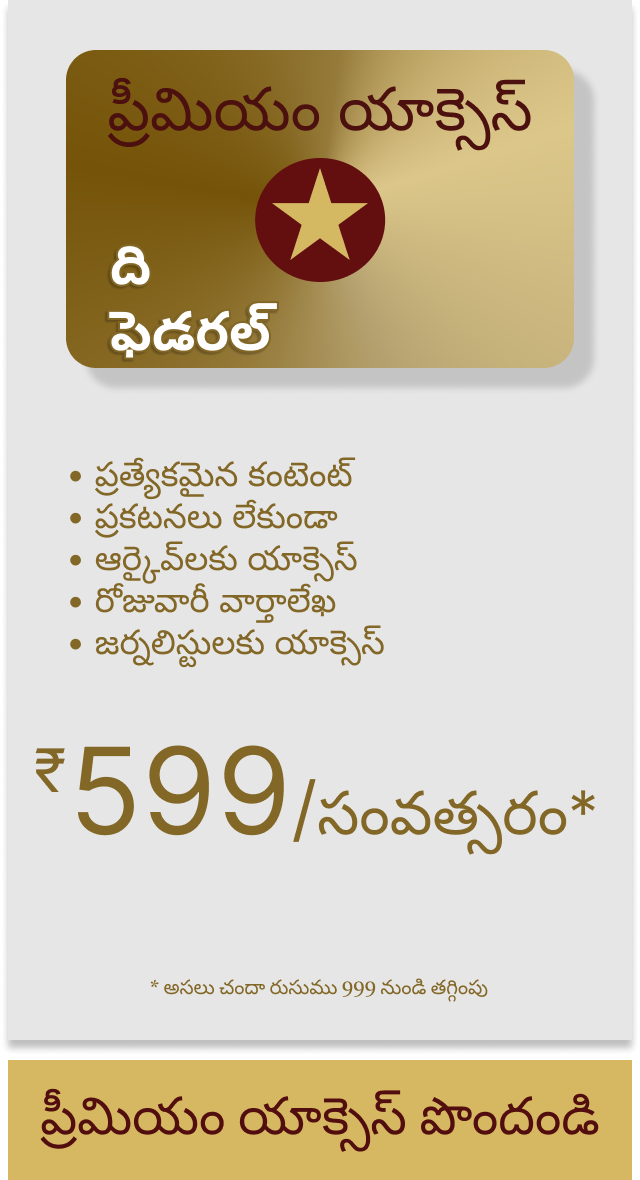 ప్రీమియం యాక్సెస్
ది
ఫెడరల్
• ప్రత్యేకమైన కంటెంట్
• ప్రకటనలు లేకుండా
• ఆర్కైవ్‌లకు యాక్సెస్
• రోజువారీ వార్తాలేఖ
• జర్నలిస్టులకు యాక్సెస్
₹599/సంవత్సరం*
* అసలు చందా రుసుము 999 నుండి తగ్గింపు
ప్రీమియం యాక్సెస్ పొందండి